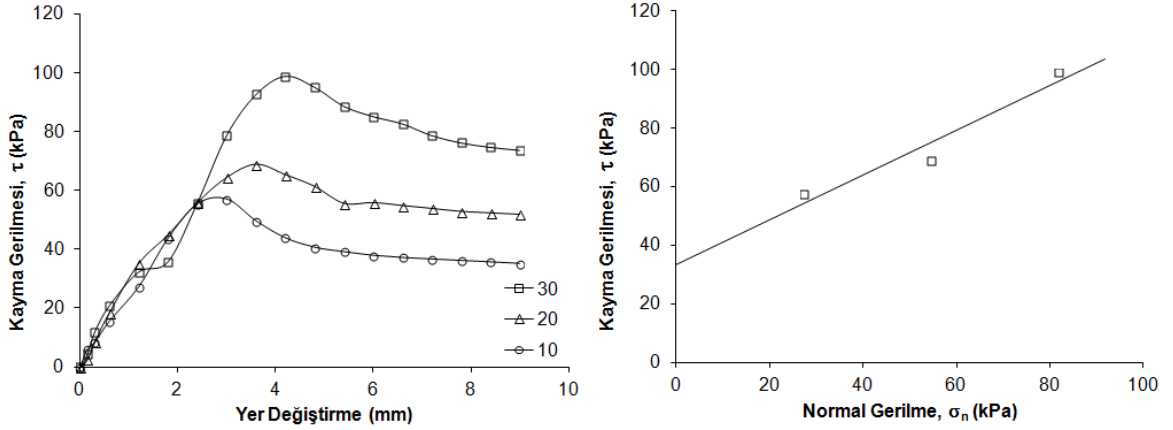 120
100
80
60
40
20
0
Kayma Gerilmesi, τ (kPa)
0 2 4 6 8 10
Yer Değiştirme (mm)
30
20
10
120
100
80
60
40
20
0
Kayma Gerilmesi, τ (kPa)
0 20 40 60 80 100
Normal Gerilme, σn (kPa)